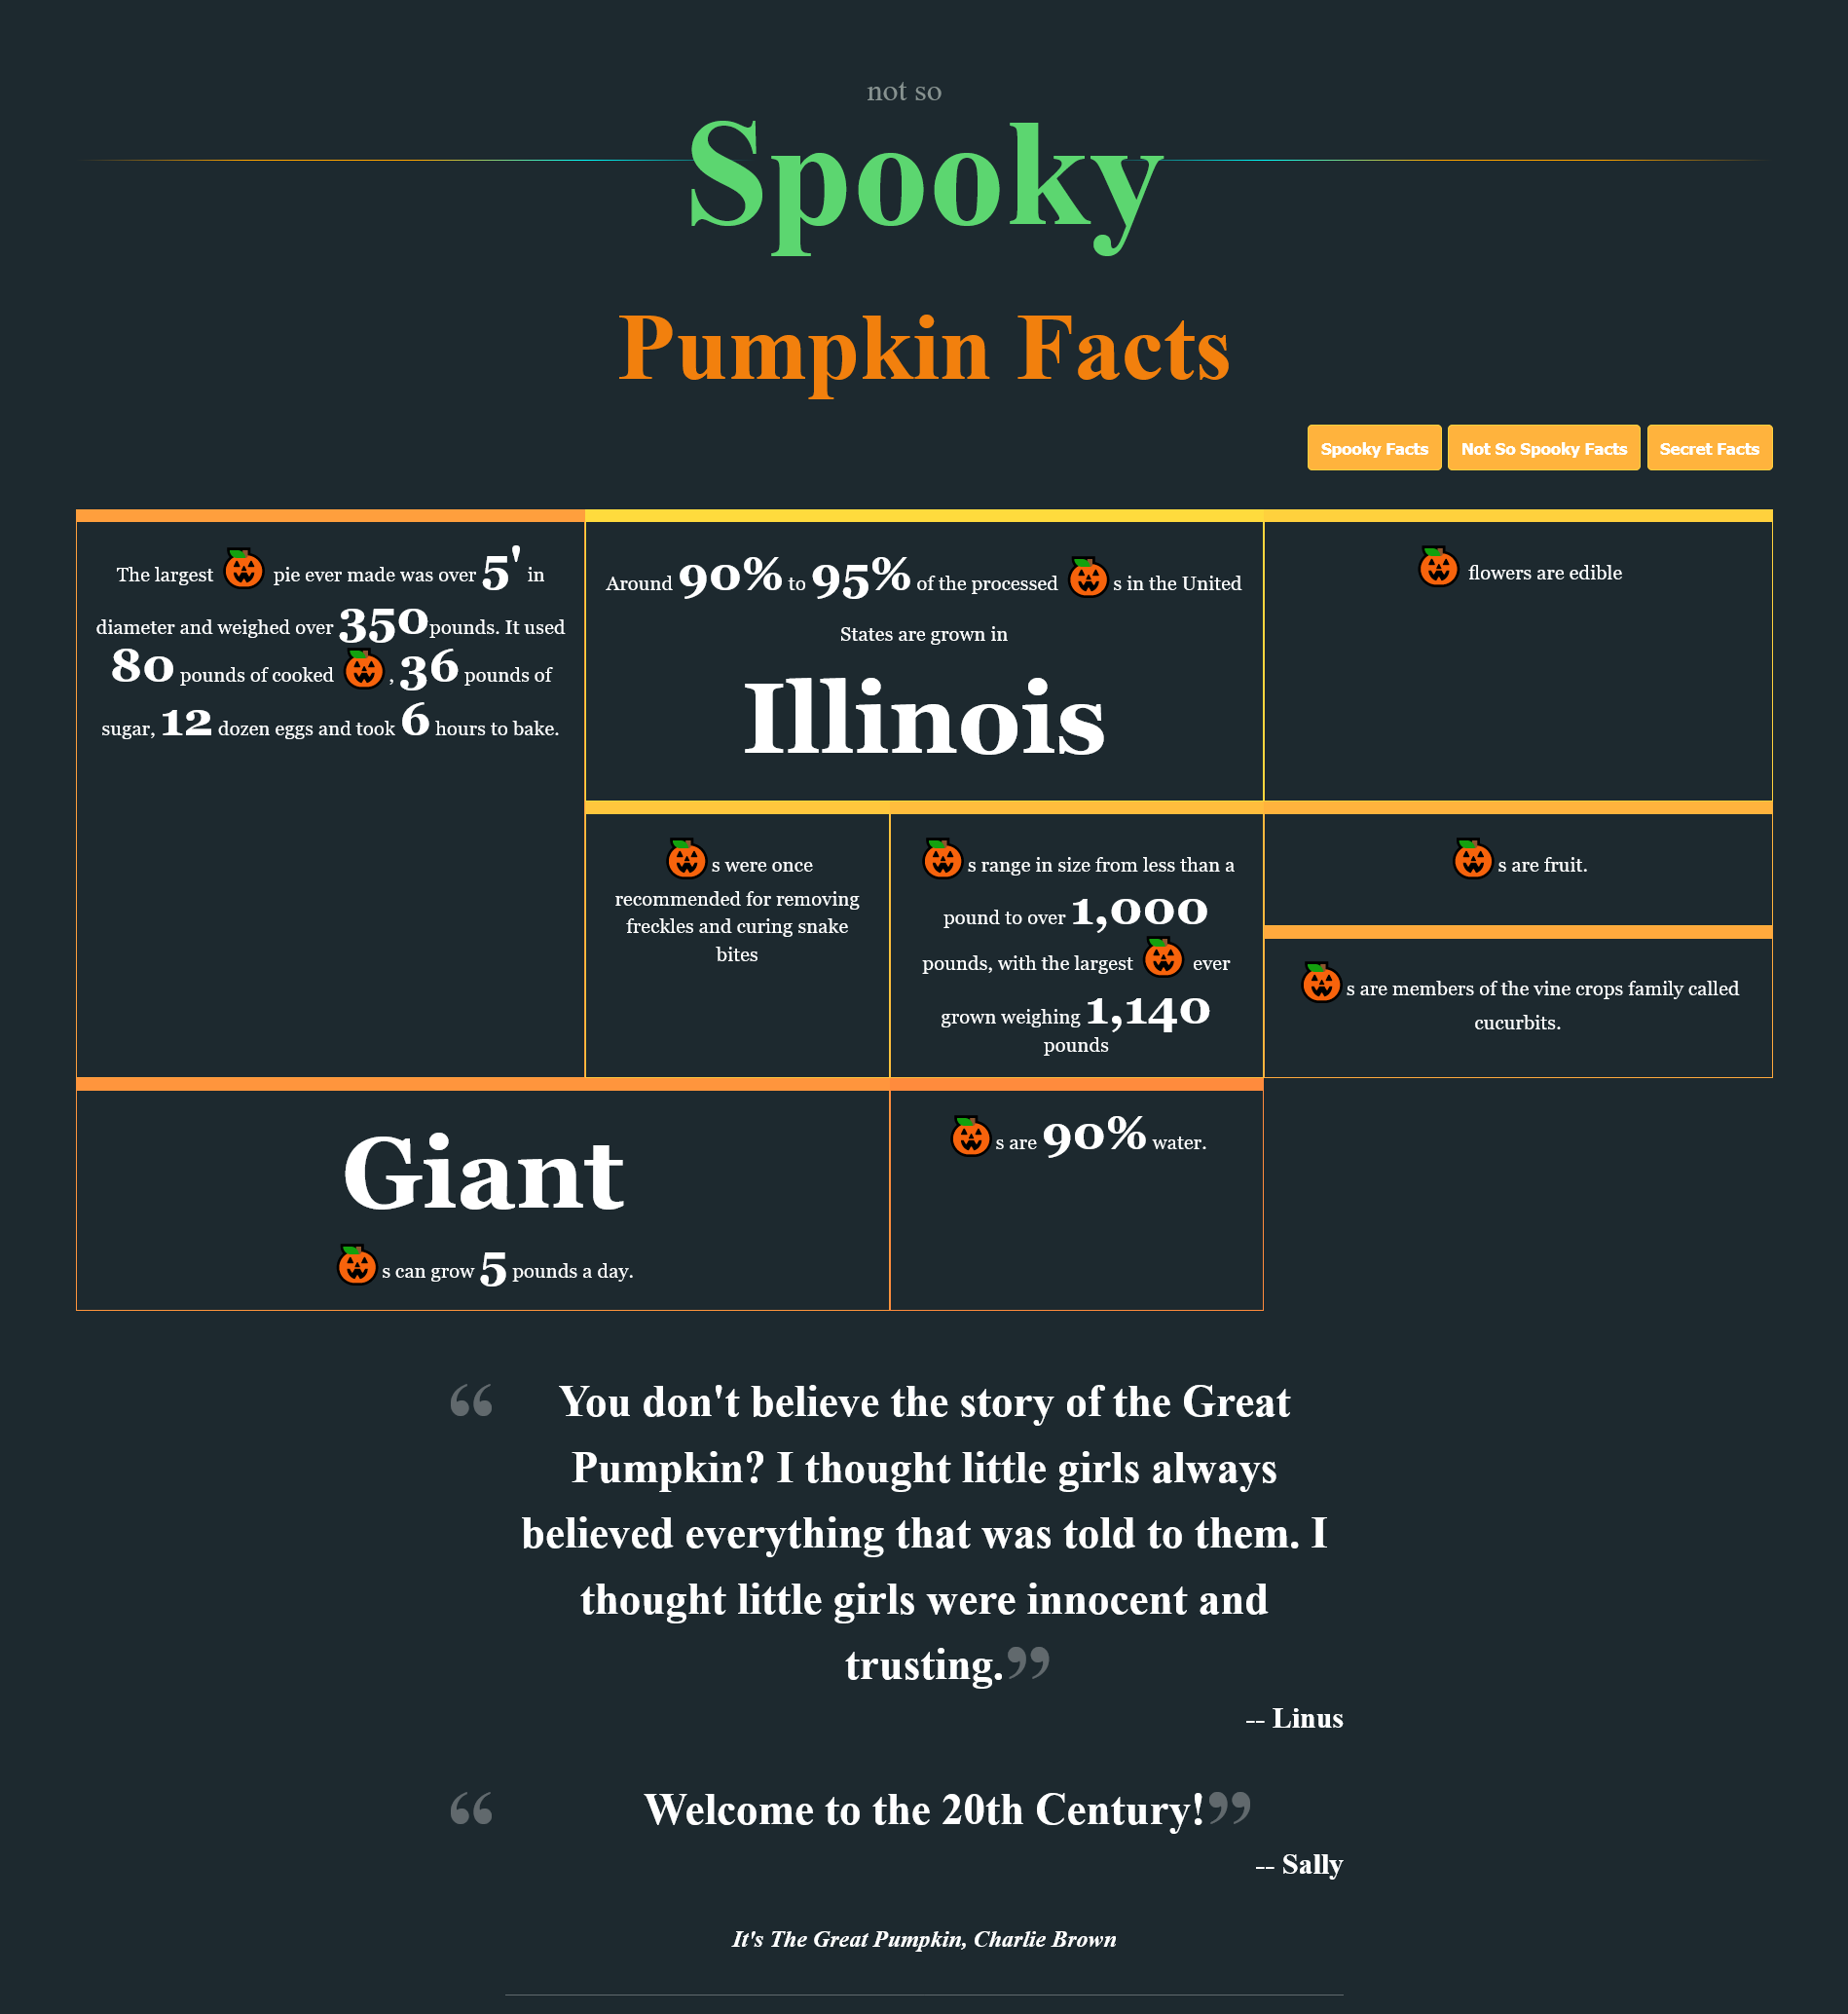 not so
Spooky
Pumpkin Facts
Spooky Facts Not So Spooky Facts Secret Facts
The largest pie ever made was over 5' in
diameter and weighed over 350pounds. It used
80 pounds of cooked , 36 pounds of
sugar, 12 dozen eggs and took 6 hours to bake.
Around 90% to 95% of the processed s in the United
States are grown in
Illinois
flowers are edible
s were once
recommended for removing
freckles and curing snake
bites
s range in size from less than a
pound to over 1,000
pounds, with the largest ever
grown weighing 1,140
pounds
s are fruit.
s are members of the vine crops family called
cucurbits.
Giant
s can grow 5 pounds a day.
s are 90% water.
“ You don't believe the story of the Great
Pumpkin? I thought little girls always
believed everything that was told to them. I
thought little girls were innocent and
trusting.”
-- Linus
“ Welcome to the 20th Century!”
-- Sally
It's The Great Pumpkin, Charlie Brown